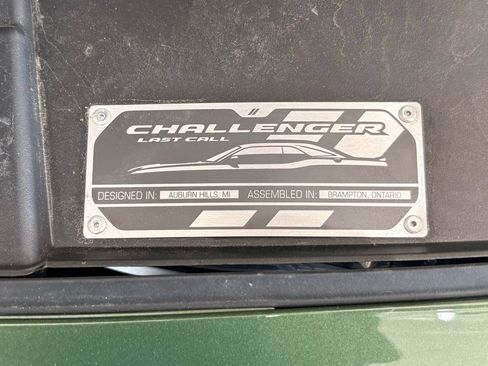 CHALLENGER
LAST CALL
DESIGNED IN: AUBURN HILLS, MI ASSEMBLED IN: BRAMPTON, ONTARIO